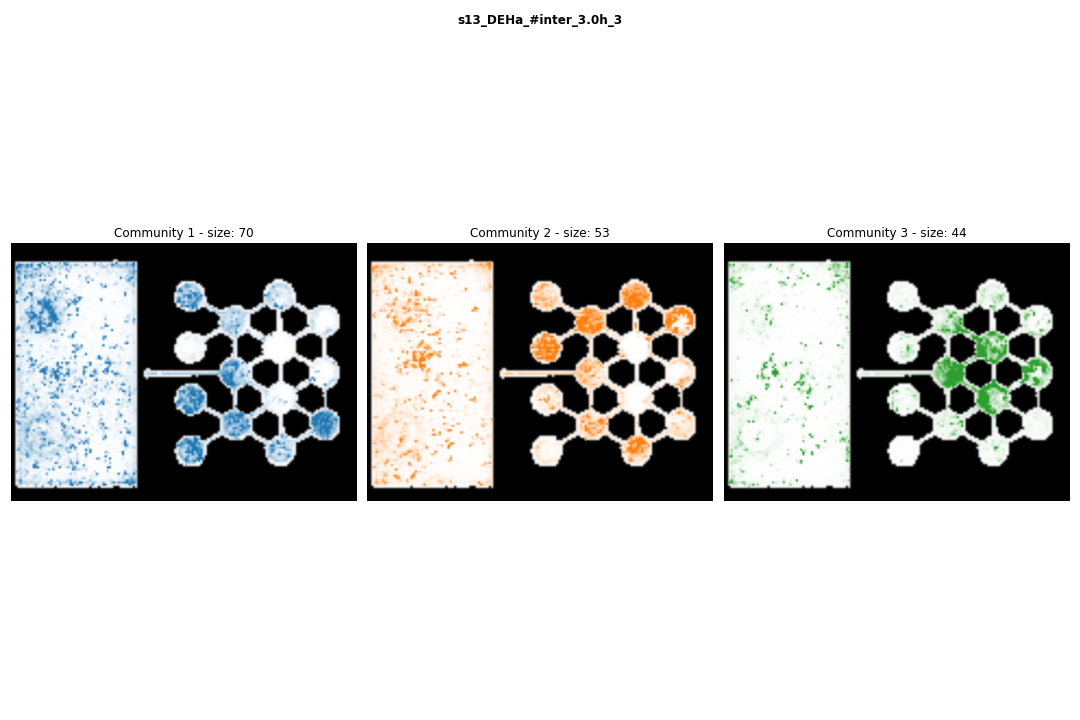 s13_DEHa_#inter_3.0h_3
Community 1 - size: 70
Community 2 - size: 53
Community 3 - size: 44